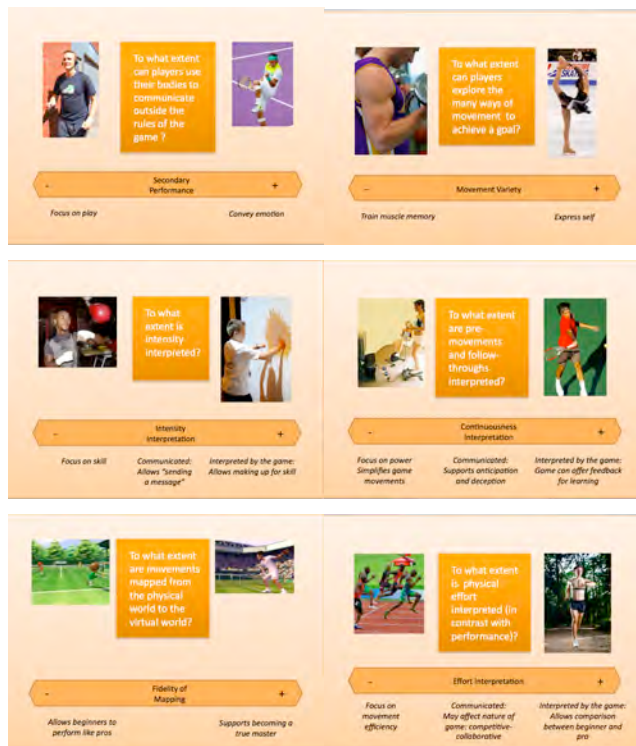 To what extent
can players use
their bodies to
communicate
outside the
rules of the
game ?
-
Secondary
Performance
+
Focus on play
Convey emotion
To what extent
can players
explore the
many ways of
movement to
achieve a goal?
-
Movement Variety
+
Train muscle memory
Express self
To what
extent is
intensity
interpreted?
-
Intensity
Interpretation
+
Focus on skill
Communicated:
Allows "sending
a message"
Interpreted by the game:
Allows making up for skill
To what extent
are pre-
movements
and follow-
throughs
interpreted?
-
Continuousness
Interpretation
+
Focus on power
Simplifies game
movements
Communicated:
Supports anticipation
and deception
Interpreted by the game:
Game can offer feedback
for learning
To what extent
are movements
mapped from
the physical
world to the
virtual world?
-
Fidelity of
Mapping
+
Allows beginners to
perform like pros
Supports becoming a
true master
To what extent
is physical
effort
interpreted (in
contrast with
performance)?
-
Effort Interpretation
+
Focus on
movement
efficiency
Communicated:
May affect nature of
game: competitive-
collaborative
Interpreted by the game:
Allows comparison
between beginner and
pro